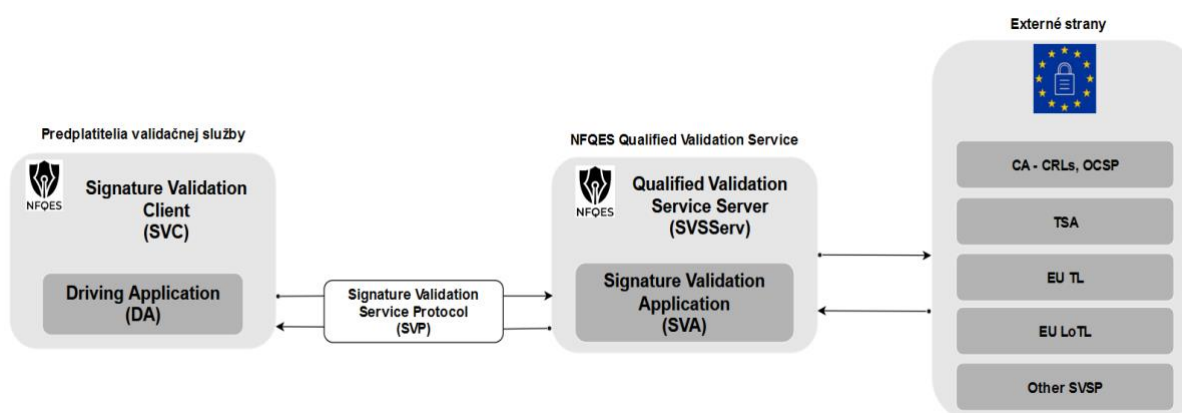 Externé strany
Predplatitelia validačnej služby
NFQES
Signature Validation
Client
(SVC)
Driving Application
(DA)
Signature Validation
Service Protocol
(SVP)
NFQES Qualified Validation Service
NFQES
Qualified Validation
Service Server
(SVSServ)
Signature Validation
Application
(SVA)
CA - CRLs, OCSP
TSA
EU TL
EU LoTL
Other SVSP